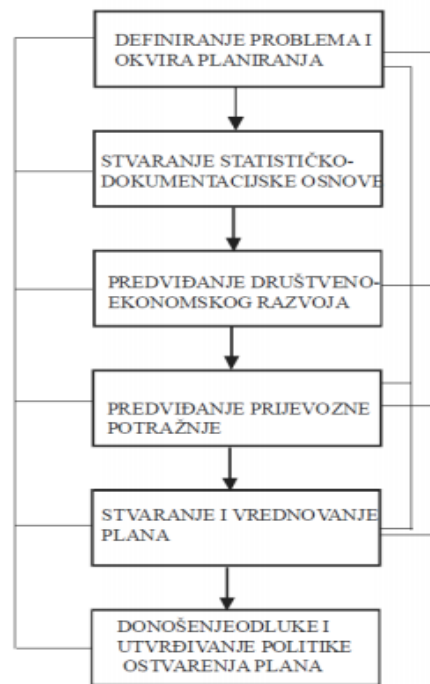 DEFINIRANJE PROBLEMA I
OKVIRA PLANIRANJA
STVARANJE STATISTIČKO-
DOKUMENTACIJSKE OSNOVE
PREDVIĐANJE DRUŠTVENO-
EKONOMSKOG RAZVOJA
PREDVIĐANJE PRIJEVOZNE
POTRAŽNJE
STVARANJE I VREDNOVANJE
PLANA
DONOŠENJEODLUKE I
UTVRĐIVANJE POLITIKE
OSTVARENJA PLANA